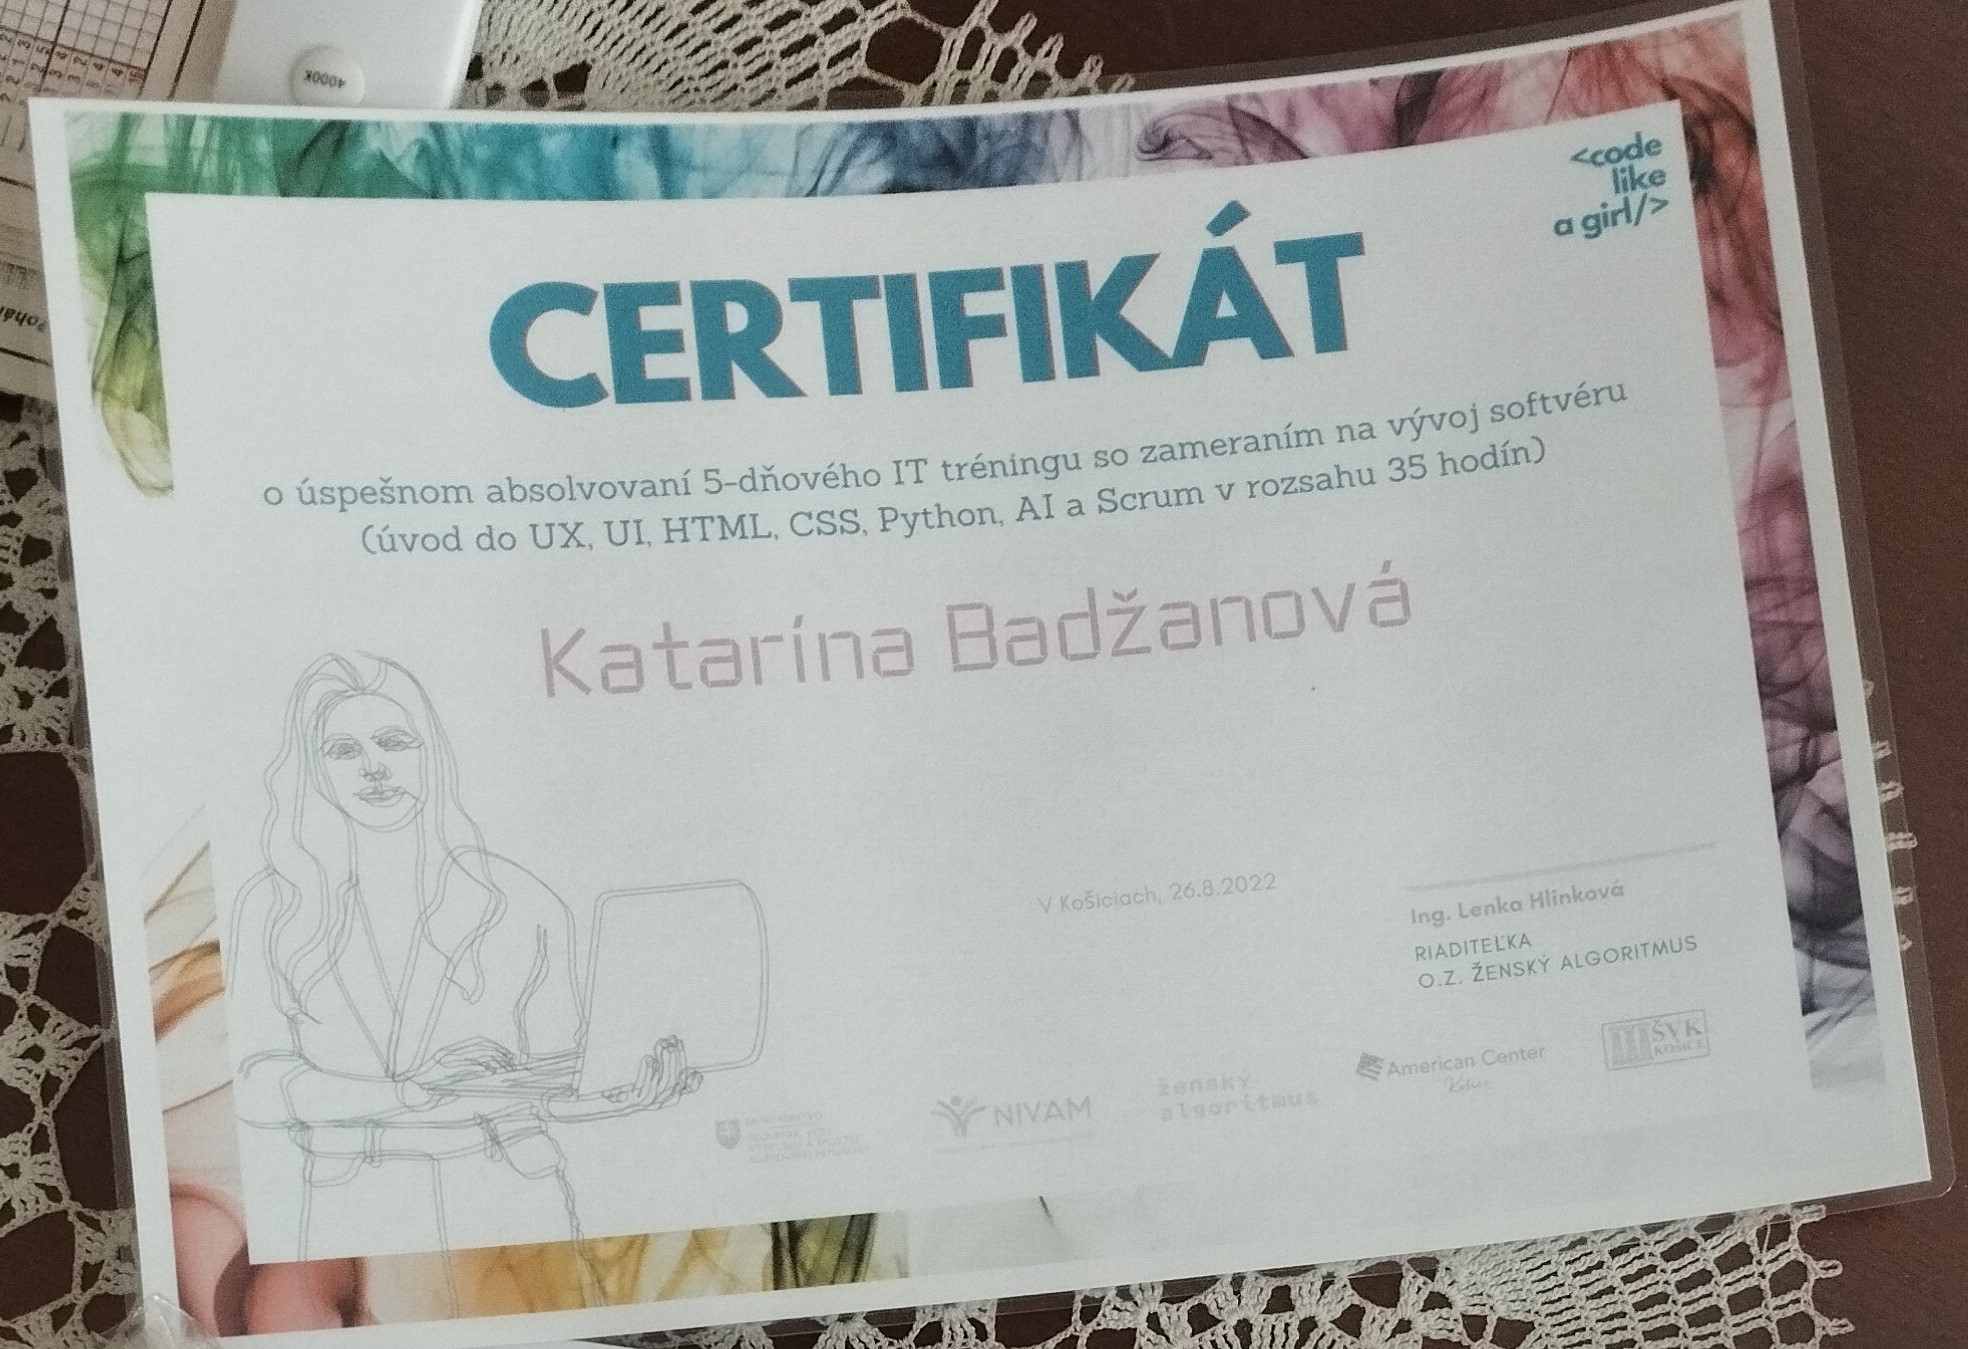 4000K
<code
like
a girl/>
CERTIFIKÁT
o úspešnom absolvovaní 5-dňového IT tréningu so zameraním na vývoj softvéru
(úvod do UX, UI, HTML, CSS, Python, AI a Scrum v rozsahu 35 hodín)
Katarína Badžanová
V Košiciach, 26.8.2022
Ing. Lenka Hlinková
RIADITEĽKA
O.Z. ŽENSKÝ ALGORITMUS
NIVAM
ženský
algoritmus
American Center
Košice
ŠVK
KOŠICE